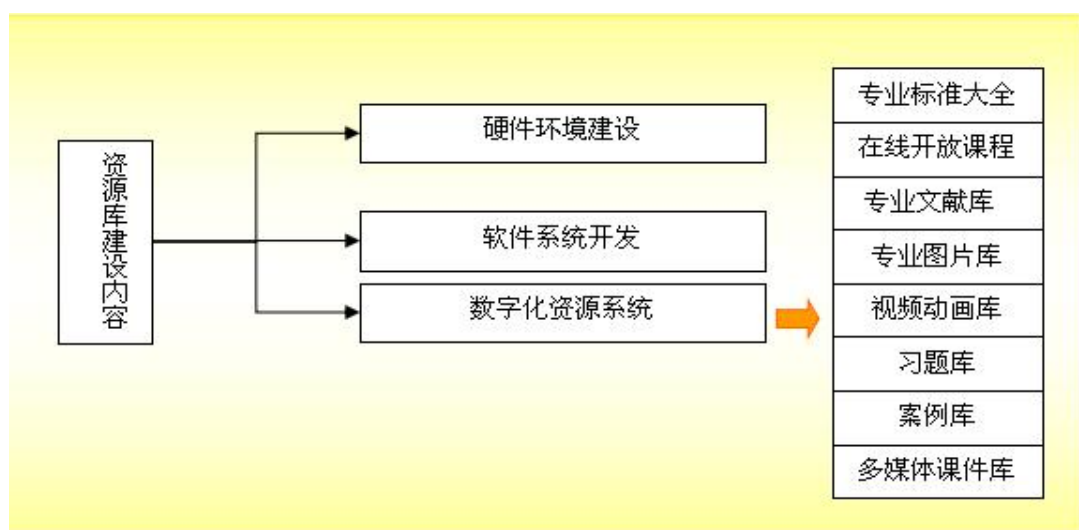 资源库建设内容
硬件环境建设
软件系统开发
数字化资源系统
专业标准大全
在线开放课程
专业文献库
专业图片库
视频动画库
习题库
案例库
多媒体课件库